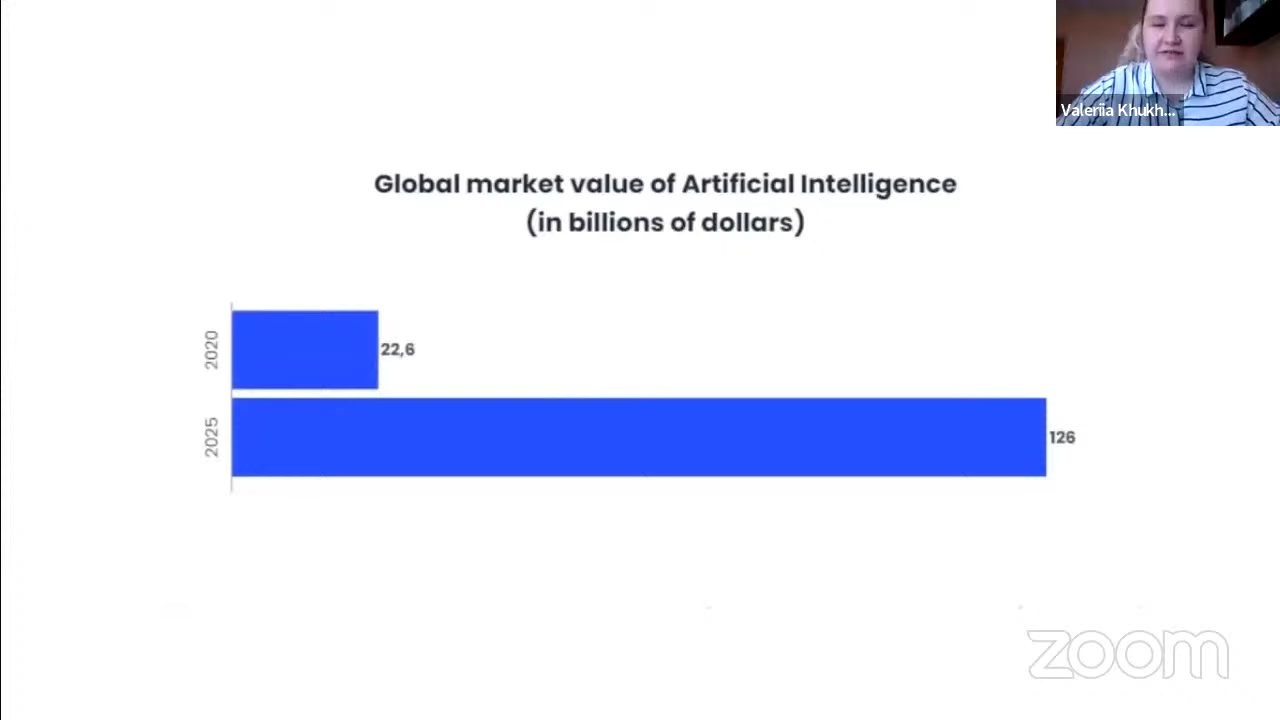 Valeriia Khukh...
Global market value of Artificial Intelligence
(in billions of dollars)
2020
22,6
2025
126
zoom